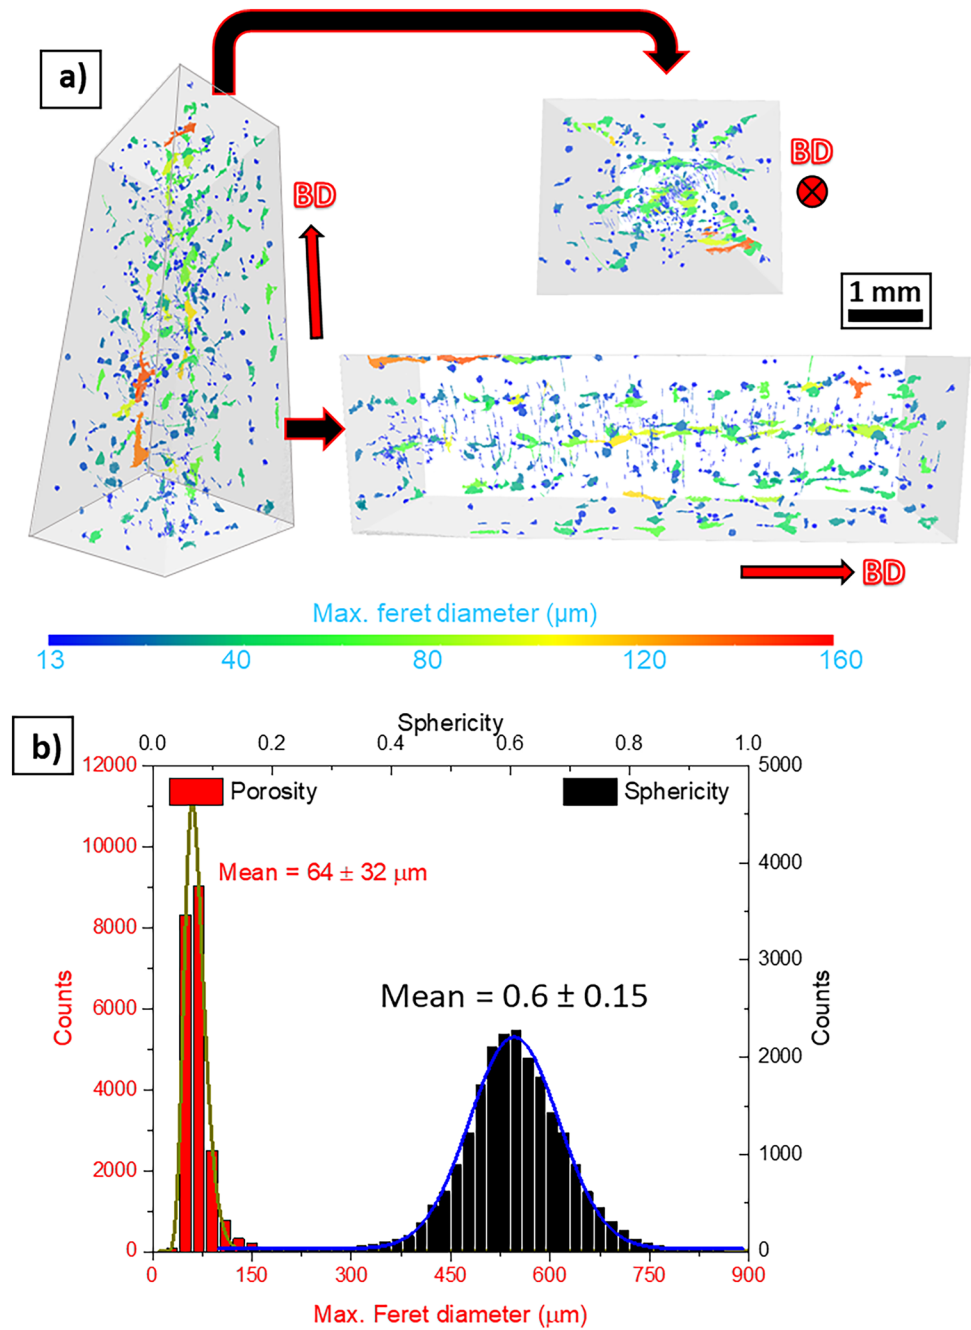 a)
BD
BD
1 mm
BD
Max. feret diameter (μm)
13 40 80 120 160
b)
Sphericity
0.0 0.2 0.4 0.6 0.8 1.0
12000 5000
Porosity Sphericity
10000
4000
Mean = 64 ± 32 μm
8000
3000
Mean = 0.6 ± 0.15
6000
Counts Counts
2000
4000
1000
2000
0 0
0 150 300 450 600 750 900
Max. Feret diameter (μm)